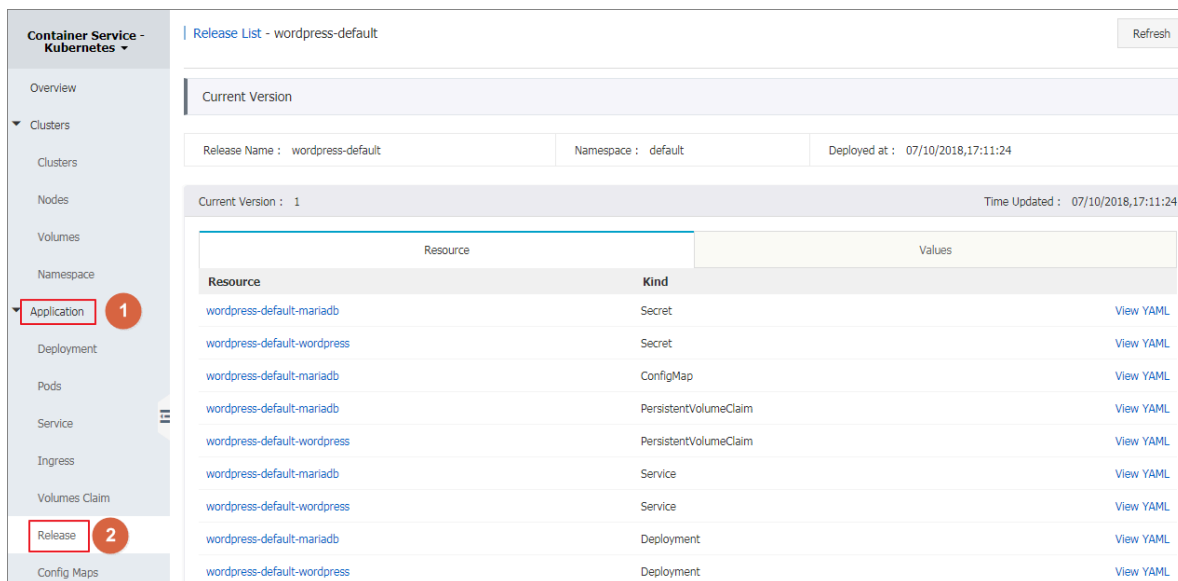 Container Service -
Kubernetes
Overview
Clusters
Clusters
Nodes
Volumes
Namespace
Application 1
Deployment
Pods
Service
Ingress
Volumes Claim
Release 2
Config Maps
Release List - wordpress-default Refresh
Current Version
Release Name : wordpress-default Namespace : default Deployed at : 07/10/2018,17:11:24
Current Version : 1 Time Updated : 07/10/2018,17:11:24
Resource Values
Resource Kind
wordpress-default-mariadb Secret View YAML
wordpress-default-wordpress Secret View YAML
wordpress-default-mariadb ConfigMap View YAML
wordpress-default-mariadb PersistentVolumeClaim View YAML
wordpress-default-wordpress PersistentVolumeClaim View YAML
wordpress-default-mariadb Service View YAML
wordpress-default-wordpress Service View YAML
wordpress-default-mariadb Deployment View YAML
wordpress-default-wordpress Deployment View YAML